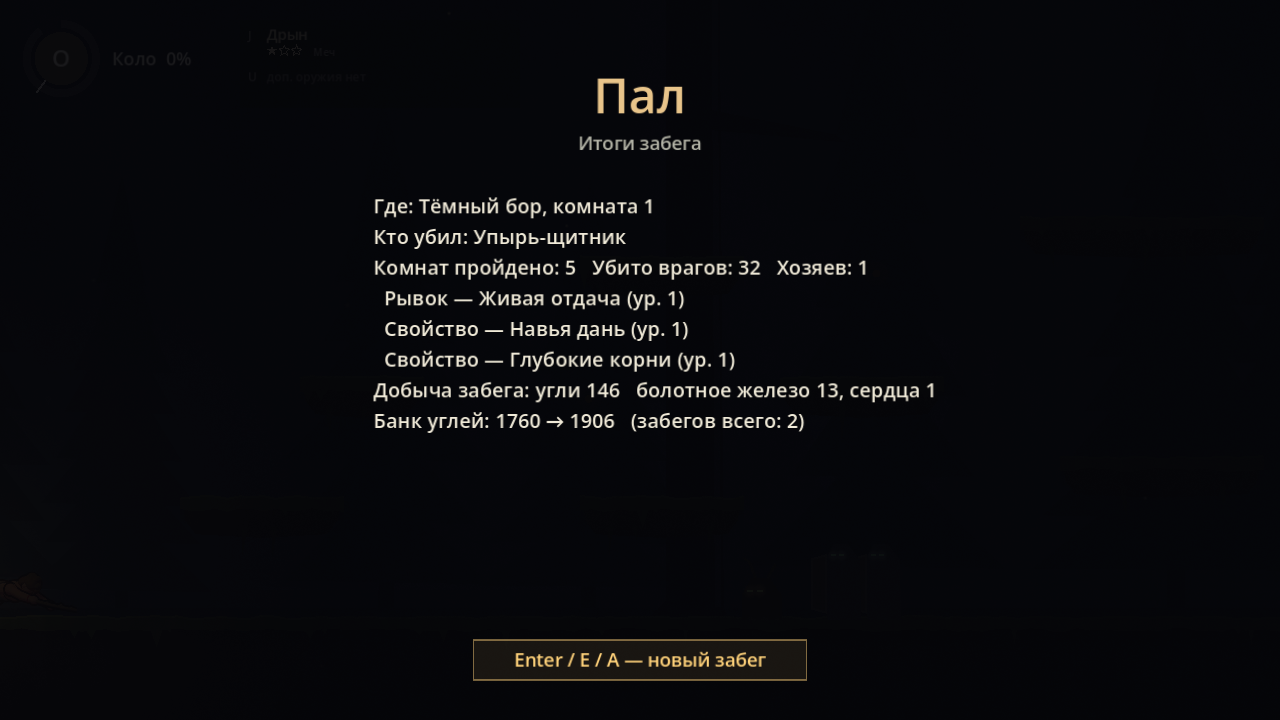 О
Коло 0%
J Дрын
★☆☆ Меч
U
Пал
Итоги забега
Где: Тёмный бор, комната 1
Кто убил: Упырь-щитник
Комнат пройдено: 5 Убито врагов: 32 Хозяев: 1
Рывок — Живая отдача (ур. 1)
Свойство — Навья дань (ур. 1)
Свойство — Глубокие корни (ур. 1)
Добыча забега: угли 146 болотное железо 13, сердца 1
Банк углей: 1760 → 1906 (забегов всего: 2)
Enter / E / A — новый забег